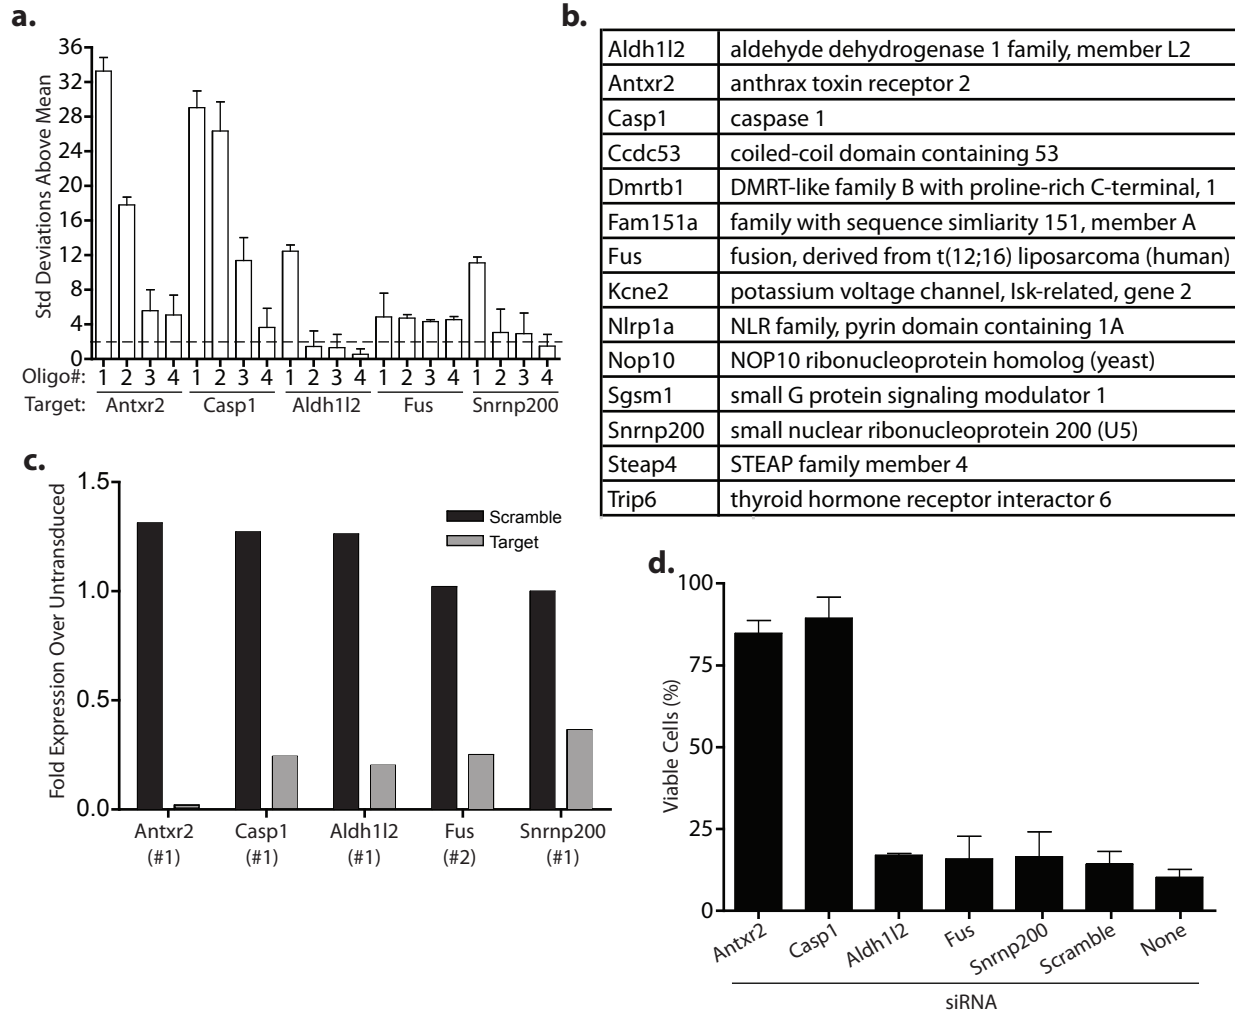 a.
36
32
28
24
20
16
12
8
4
0
Std Deviations Above Mean
Oligo#: 1 2 3 4 1 2 3 4 1 2 3 4 1 2 3 4 1 2 3 4
Target: Antxr2 Casp1 Aldh1l2 Fus Snrnp200
b.
Aldh1l2 aldehyde dehydrogenase 1 family, member L2
Antxr2 anthrax toxin receptor 2
Casp1 caspase 1
Ccdc53 coiled-coil domain containing 53
Dmrtb1 DMRT-like family B with proline-rich C-terminal, 1
Fam151a family with sequence simliarity 151, member A
Fus fusion, derived from t(12;16) liposarcoma (human)
Kcne2 potassium voltage channel, Isk-related, gene 2
Nlrp1a NLR family, pyrin domain containing 1A
Nop10 NOP10 ribonucleoprotein homolog (yeast)
Sgsm1 small G protein signaling modulator 1
Snrnp200 small nuclear ribonucleoprotein 200 (U5)
Steap4 STEAP family member 4
Trip6 thyroid hormone receptor interactor 6
c.
1.5
1.0
0.5
0.0
Fold Expression Over Untransduced
Scramble
Target
Antxr2 Casp1 Aldh1l2 Fus Snrnp200
(#1) (#1) (#1) (#2) (#1)
d.
100
75
50
25
0
Viable Cells (%)
Antxr2 Casp1 Aldh1l2 Fus Snrnp200 Scramble None
siRNA